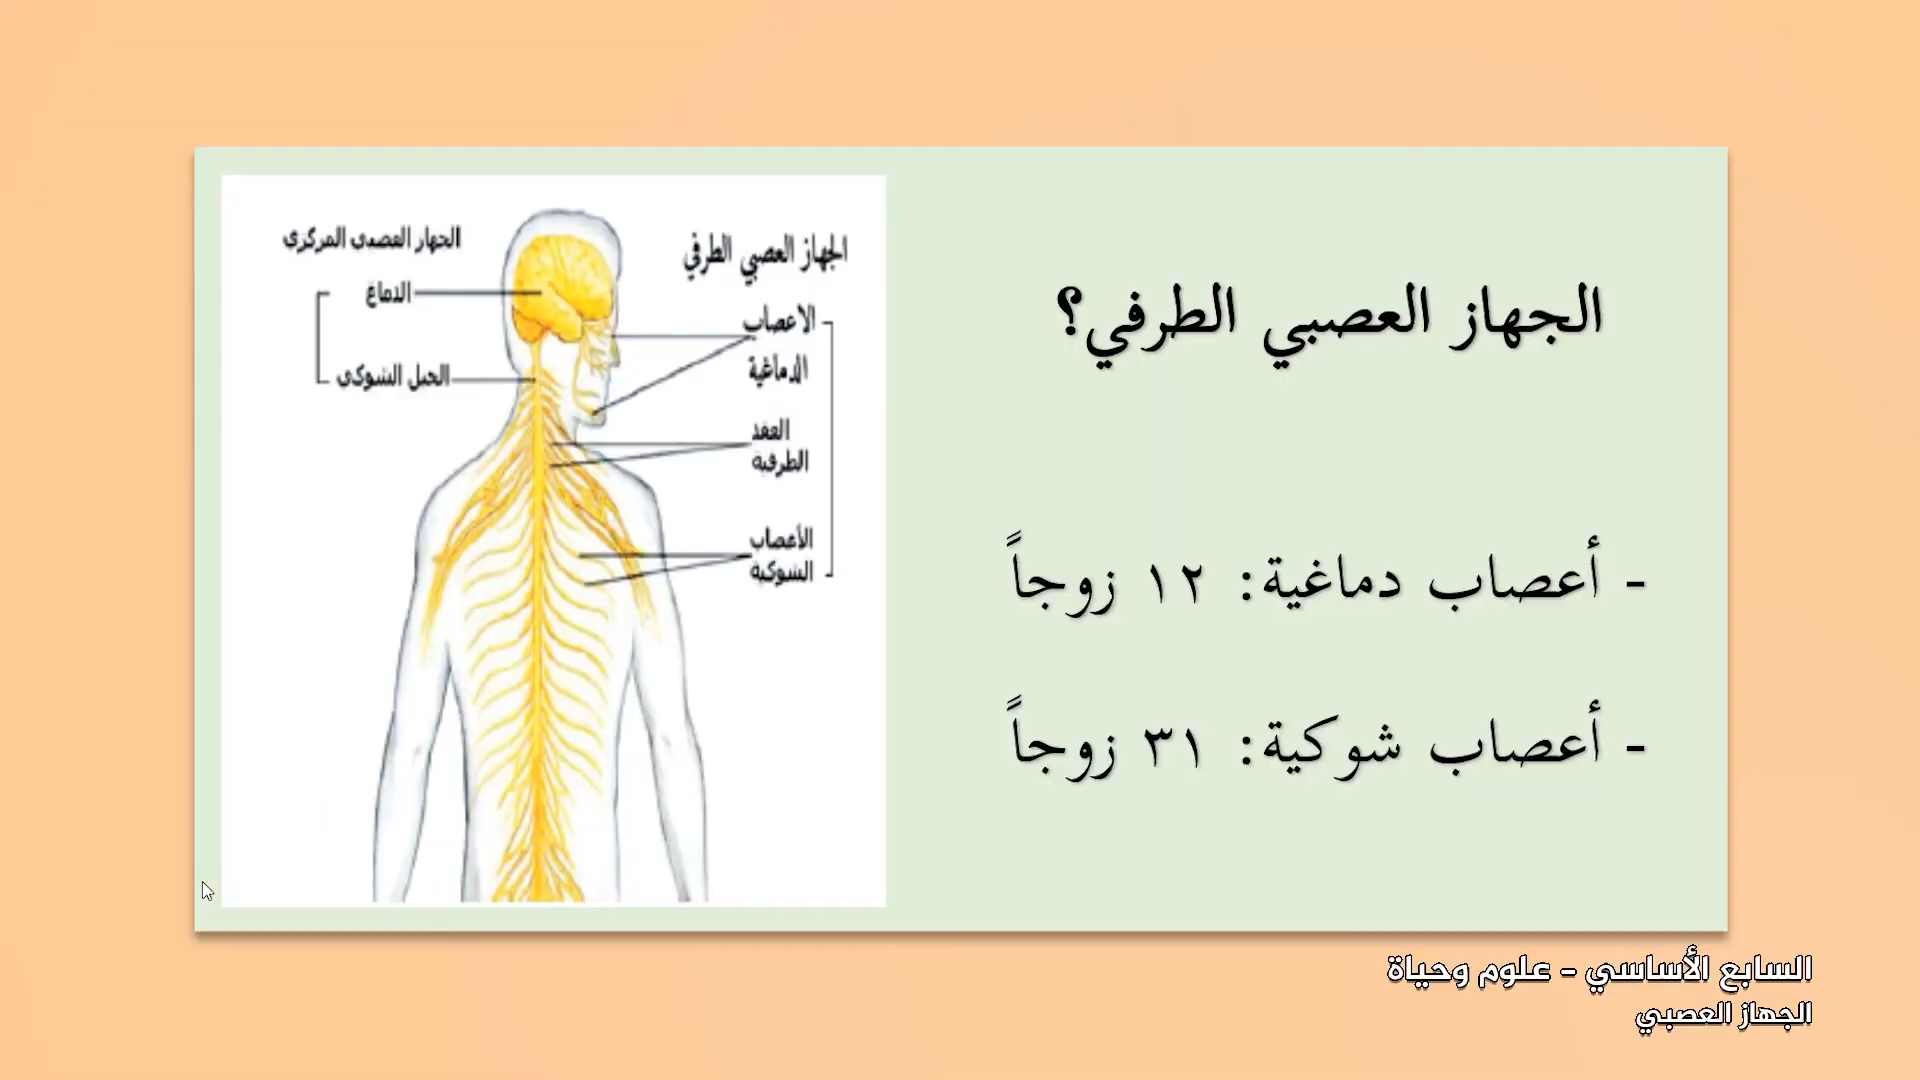 الجهاز العصبي الطرفي؟
- أعصاب دماغية: ١٢ زوجاً
- أعصاب شوكية: ٣١ زوجاً
الجهاز العصبي الطرفي
الاعصاب
الدماغية
العقد
الطرفية
الأعصاب
الشوكية
الجهاز العصبي المركزي
الدماغ
الحبل الشوكي
السابع الأساسي - علوم وحياة
الجهاز العصبي